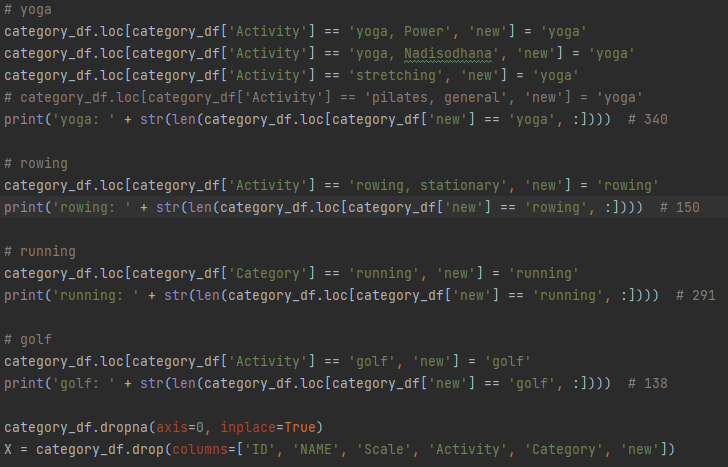 # yoga
category_df.loc[category_df['Activity'] == 'yoga, Power', 'new'] = 'yoga'
category_df.loc[category_df['Activity'] == 'yoga, Nadisodhana', 'new'] = 'yoga'
category_df.loc[category_df['Activity'] == 'stretching', 'new'] = 'yoga'
# category_df.loc[category_df['Activity'] == 'pilates, general', 'new'] = 'yoga'
print('yoga: ' + str(len(category_df.loc[category_df['new'] == 'yoga', :])))  # 340
# rowing
category_df.loc[category_df['Activity'] == 'rowing, stationary', 'new'] = 'rowing'
print('rowing: ' + str(len(category_df.loc[category_df['new'] == 'rowing', :])))  # 150
# running
category_df.loc[category_df['Category'] == 'running', 'new'] = 'running'
print('running: ' + str(len(category_df.loc[category_df['new'] == 'running', :])))  # 291
# golf
category_df.loc[category_df['Activity'] == 'golf', 'new'] = 'golf'
print('golf: ' + str(len(category_df.loc[category_df['new'] == 'golf', :])))  # 138
category_df.dropna(axis=0, inplace=True)
X = category_df.drop(columns=['ID', 'NAME', 'Scale', 'Activity', 'Category', 'new'])